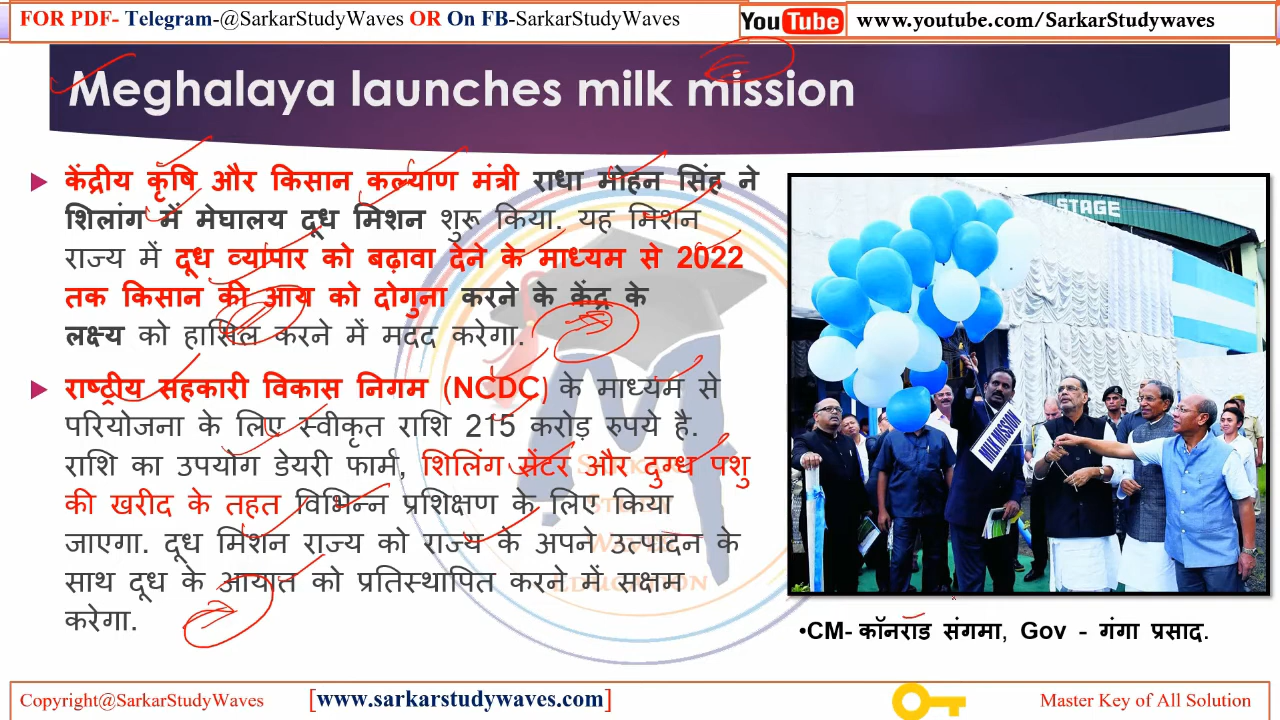 FOR PDF- Telegram-@SarkarStudyWaves OR On FB-SarkarStudyWaves
YouTube www.youtube.com/SarkarStudywaves
Meghalaya launches milk mission
केंद्रीय कृषि और किसान कल्याण मंत्री राधा मोहन सिंह ने
शिलांग में मेघालय दूध मिशन शुरू किया. यह मिशन
राज्य में दूध व्यापार को बढ़ावा देने के माध्यम से 2022
तक किसान की आय को दोगुना करने के केंद्र के
लक्ष्य को हासिल करने में मदद करेगा.
राष्ट्रीय सहकारी विकास निगम (NCDC) के माध्यम से
परियोजना के लिए स्वीकृत राशि 215 करोड़ रुपये है.
राशि का उपयोग डेयरी फार्म, शिलिंग सेंटर और दुग्ध पशु
की खरीद के तहत विभिन्न प्रशिक्षण के लिए किया
जाएगा. दूध मिशन राज्य को राज्य के अपने उत्पादन के
साथ दूध के आयात को प्रतिस्थापित करने में सक्षम
करेगा.
STAGE
MILK MISSION
•CM- कॉनराड संगमा, Gov - गंगा प्रसाद.
EDUCATION
Copyright@SarkarStudyWaves
[www.sarkarstudywaves.com]
Master Key of All Solution